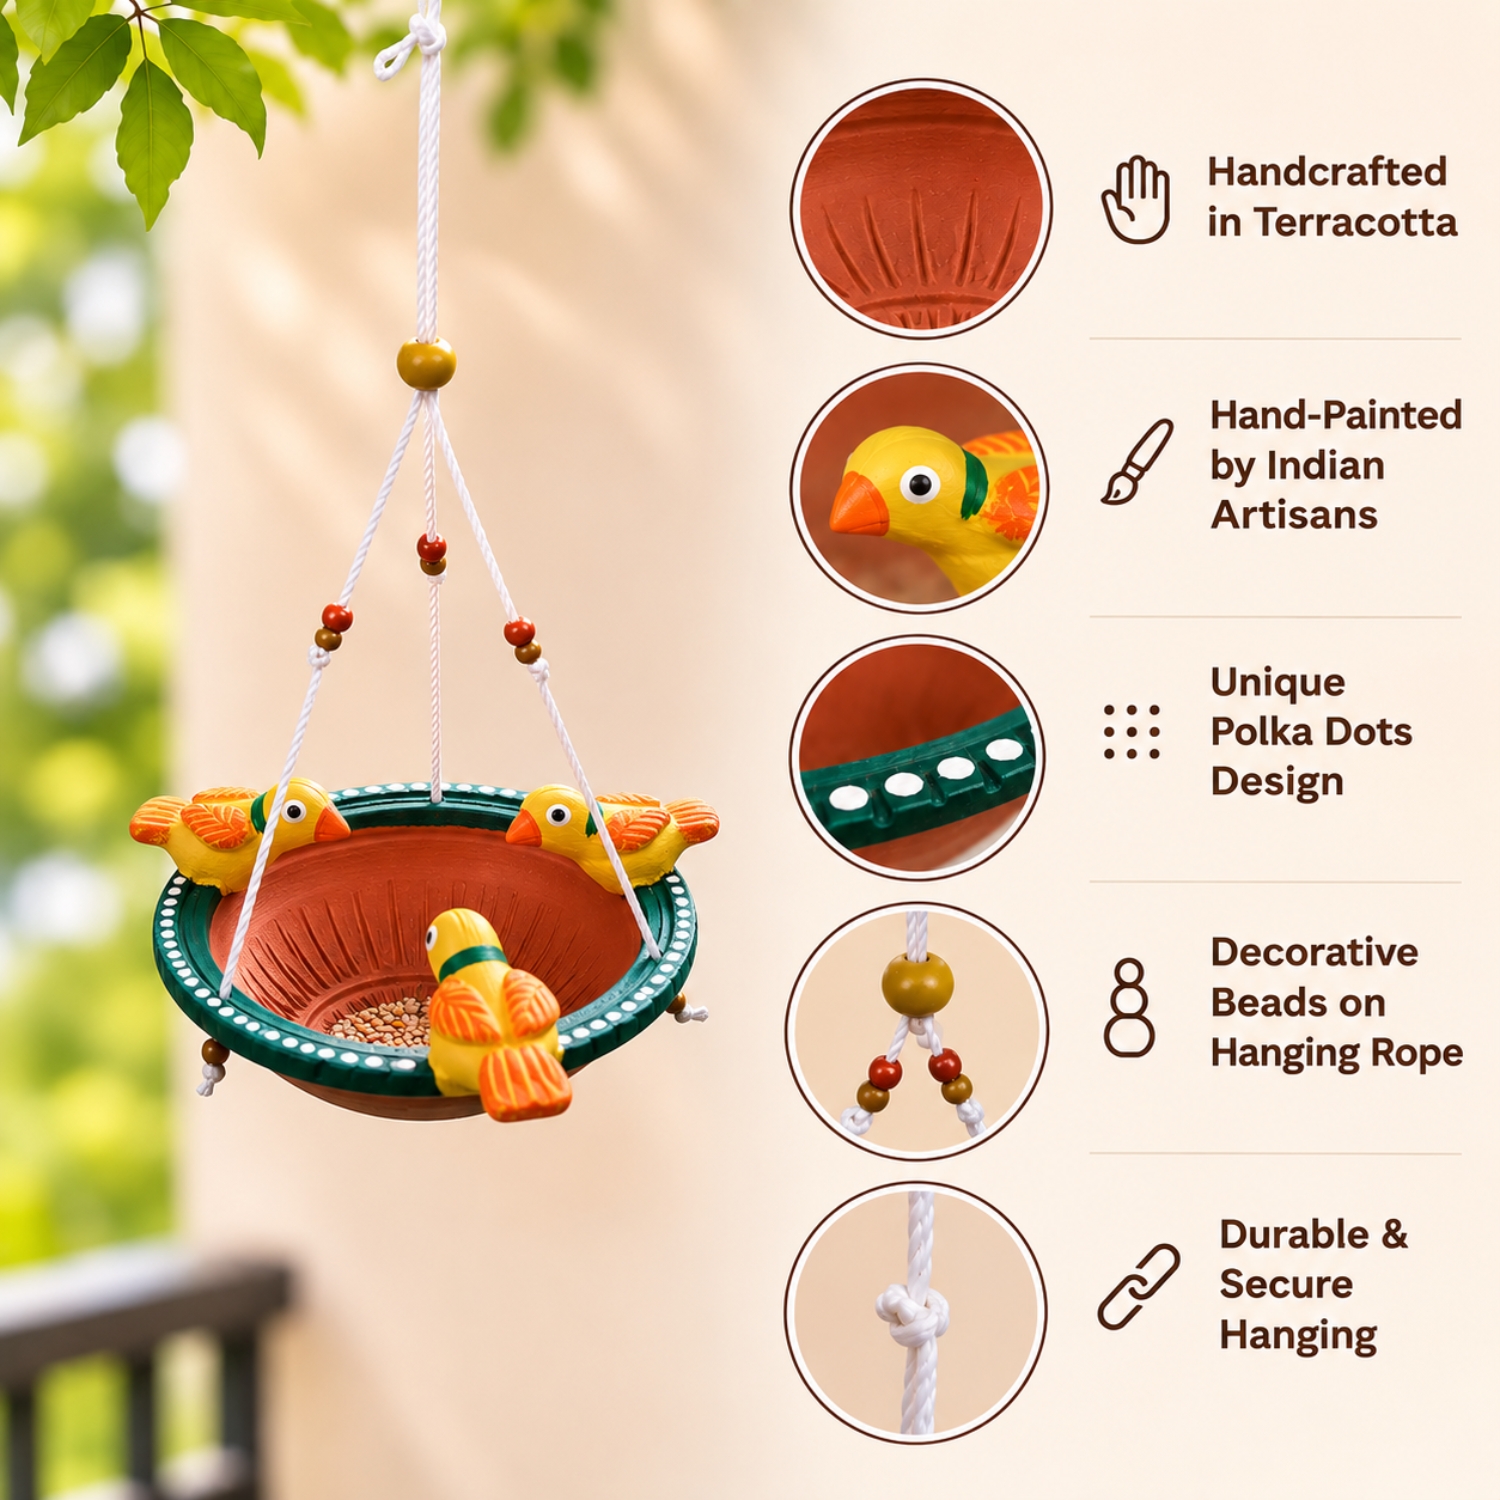 Handcrafted
in Terracotta
Hand-Painted
by Indian
Artisans
Unique
Polka Dots
Design
Decorative
Beads on
Hanging Rope
Durable &
Secure
Hanging